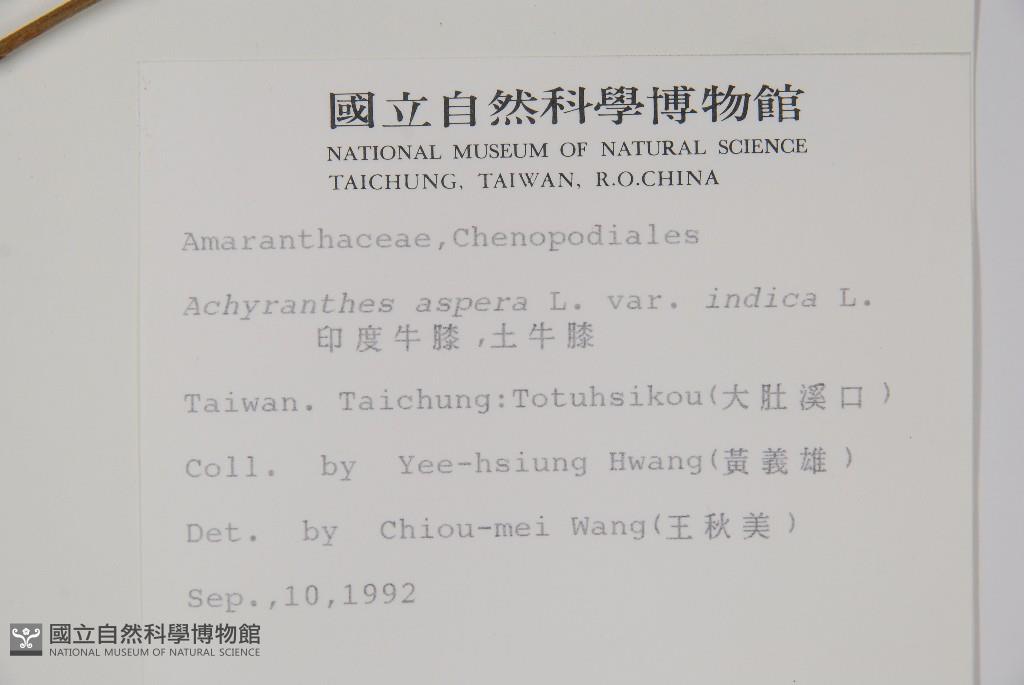 國立自然科學博物館
NATIONAL MUSEUM OF NATURAL SCIENCE
TAICHUNG, TAIWAN, R.O.CHINA
Amaranthaceae,Chenopodiales
Achyranthes aspera L. var. indica L.
印度牛膝,土牛膝
Taiwan. Taichung:Totuhsikou(大肚溪口)
Coll. by Yee-hsiung Hwang(黃義雄)
Det. by Chiou-mei Wang(王秋美)
Sep.,10,1992
國立自然科學博物館
NATIONAL MUSEUM OF NATURAL SCIENCE